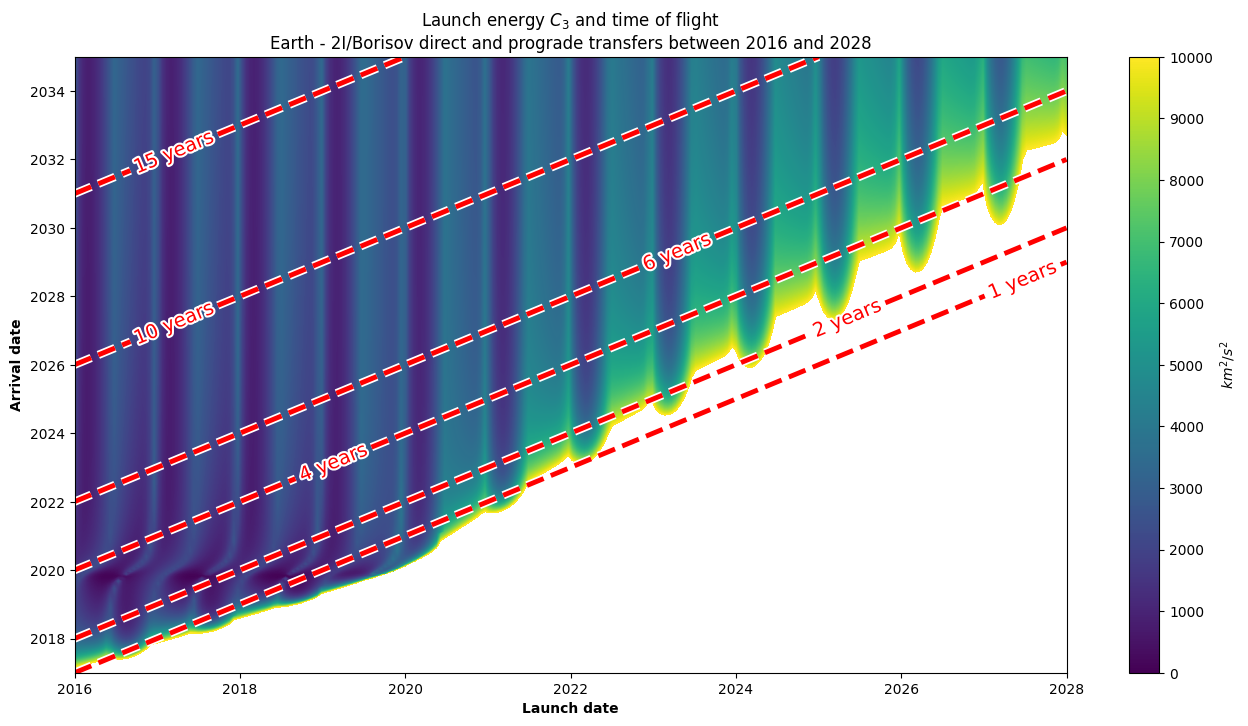 Launch energy C₃ and time of flight
Earth - 2I/Borisov direct and prograde transfers between 2016 and 2028
Arrival date
2034
2032
2030
2028
2026
2024
2022
2020
2018
15 years
10 years
6 years
4 years
2 years
1 years
2016
2018
2020
2022
2024
2026
2028
Launch date
10000
9000
8000
7000
6000
5000
4000
3000
2000
1000
0
km²/s²